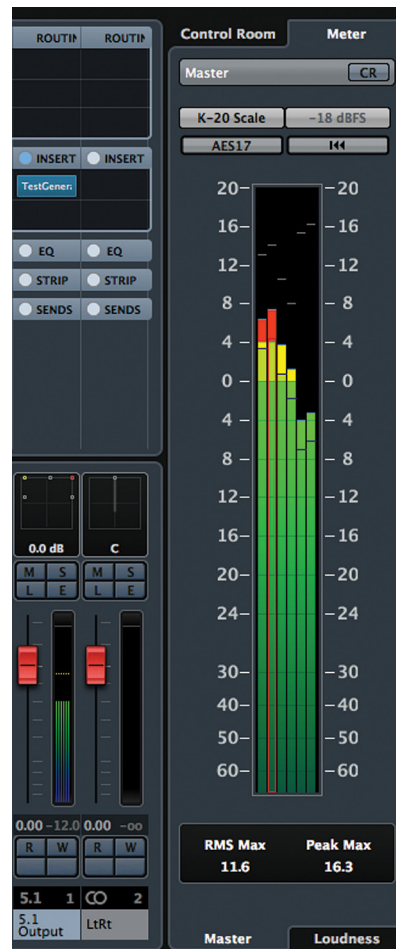 ROUTIN ROUTIN
INSERT INSERT
TestGener:
EQ EQ
STRIP STRIP
SENDS SENDS
0.0 dB C
M S M S
L E L E
0.00 -12.0 0.00 -oo
R W R W
5.1 1 2
5.1 Output LtRt
Control Room Meter
Master CR
K-20 Scale -18 dBFS
AES17
20 20
16 16
12 12
8 8
4 4
0 0
4 4
8 8
12 12
16 16
20 20
24 24
30 30
40 40
50 50
60 60
RMS Max Peak Max
11.6 16.3
Master Loudness